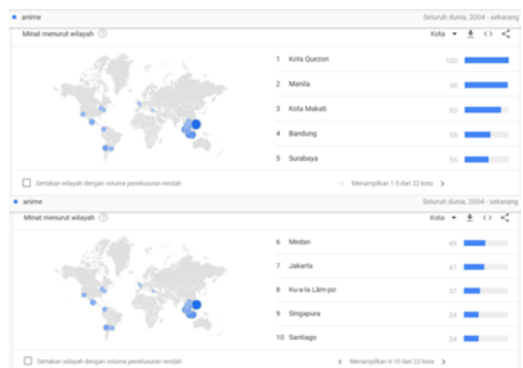 anime
Seluruh dunia, 2004 - sekarang
Minat menurut wilayah
Kota
1 Kota Quezon 100
2 Manila 98
3 Kota Makati 83
4 Bandung 59
5 Surabaya 55
Sertakan wilayah dengan volume penelusuran rendah
Menampilkan 1-5 dari 22 kota
anime
Seluruh dunia, 2004 - sekarang
Minat menurut wilayah
Kota
6 Medan 49
7 Jakarta 47
8 Ku-a-la Lâm-po͘ 37
9 Singapura 34
10 Santiago 34
Sertakan wilayah dengan volume penelusuran rendah
Menampilkan 6-10 dari 22 kota